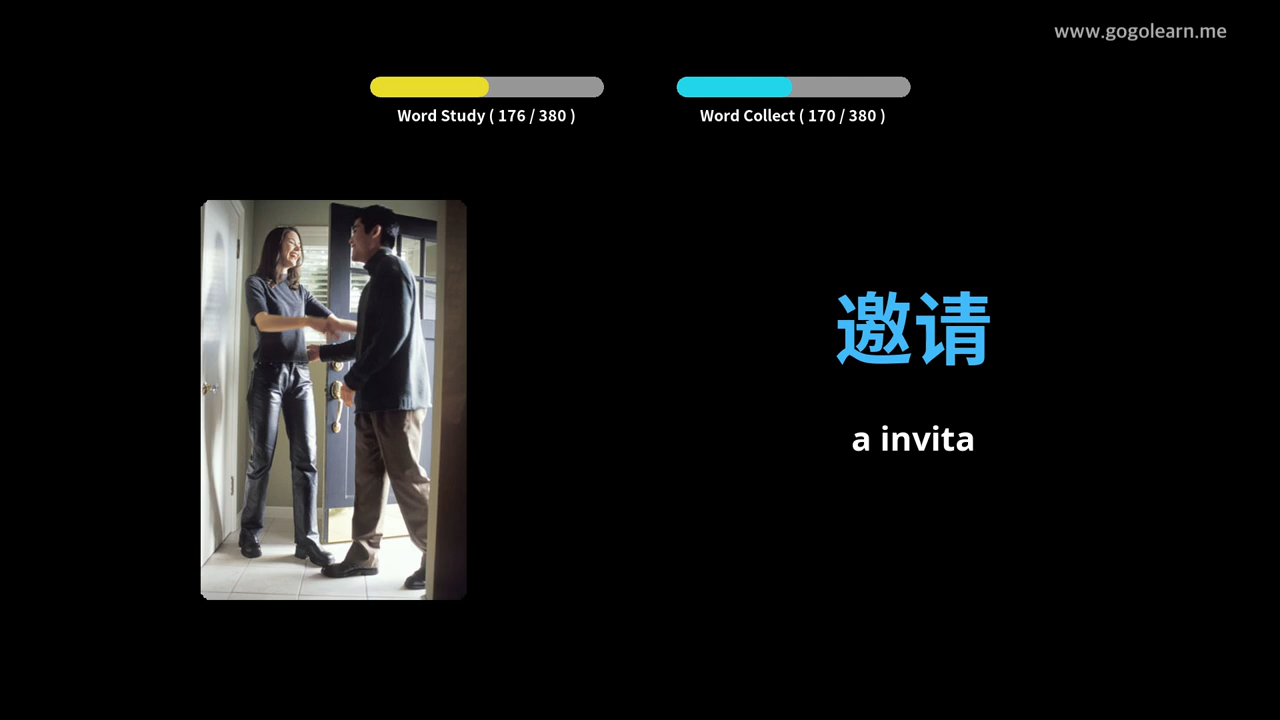 www.gogolearn.me
Word Study ( 176 / 380 )
Word Collect ( 170 / 380 )
邀请
a invita